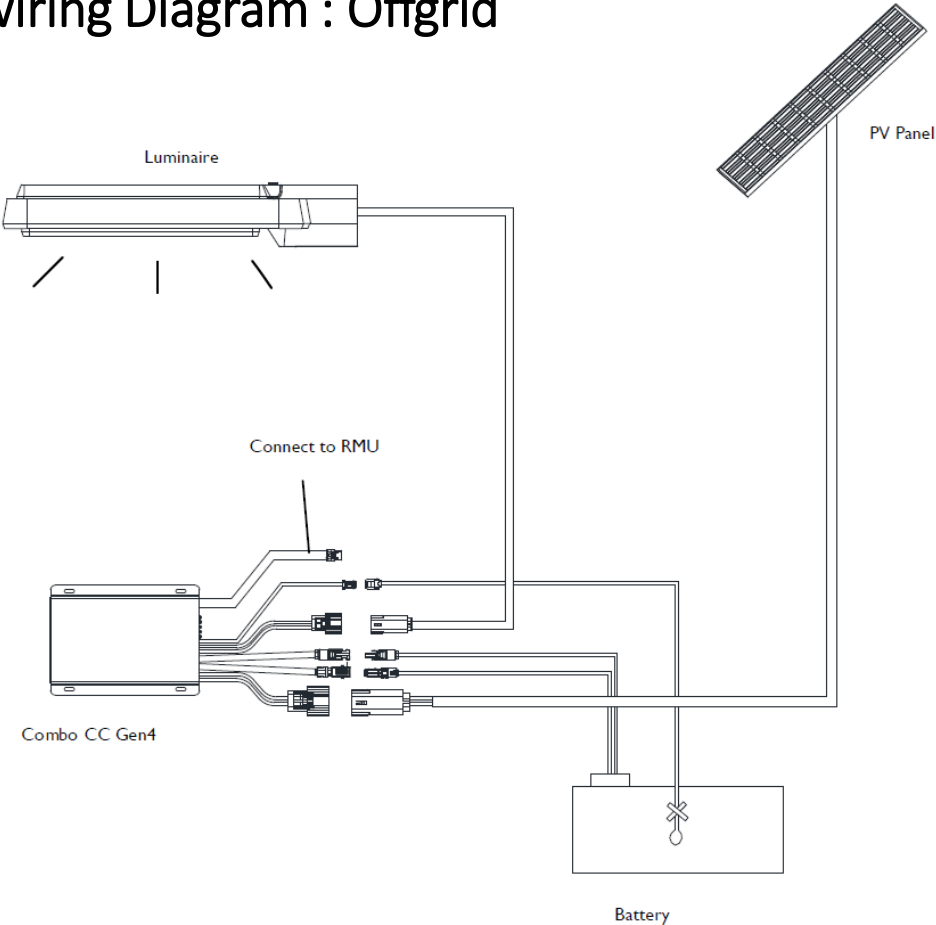 Wiring Diagram : Offgrid
PV Panel
Luminaire
Connect to RMU
Combo CC Gen4
Battery